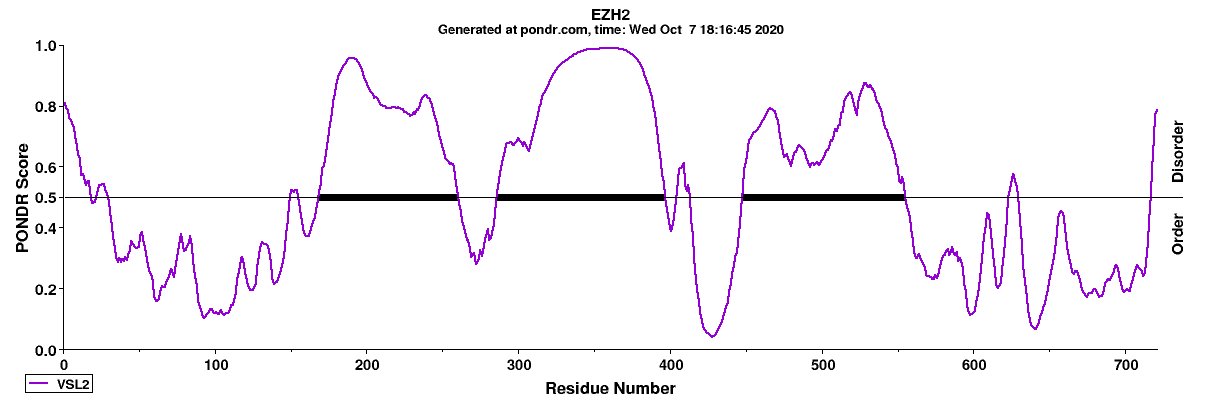 EZH2
Generated at pondr.com, time: Wed Oct  7 18:16:45 2020
PONDR Score
1.0
0.8
0.6
0.5
0.4
0.2
0.0
Disorder
Order
0 100 200 300 400 500 600 700
Residue Number
VSL2